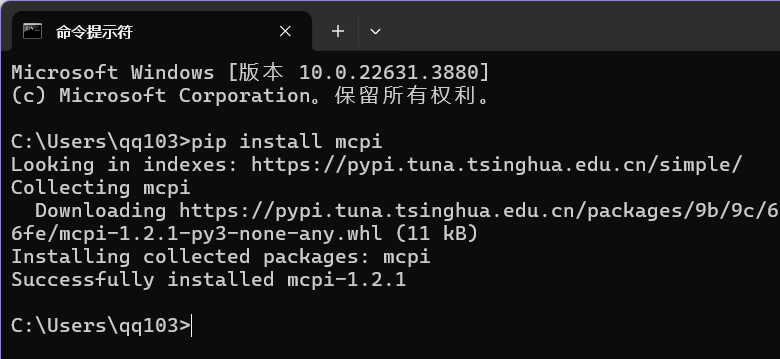 命令提示符
Microsoft Windows [版本 10.0.22631.3880]
(c) Microsoft Corporation。保留所有权利。
C:\Users\qq103>pip install mcpi
Looking in indexes: https://pypi.tuna.tsinghua.edu.cn/simple/
Collecting mcpi
Downloading https://pypi.tuna.tsinghua.edu.cn/packages/9b/9c/6
6fe/mcpi-1.2.1-py3-none-any.whl (11 kB)
Installing collected packages: mcpi
Successfully installed mcpi-1.2.1
C:\Users\qq103>